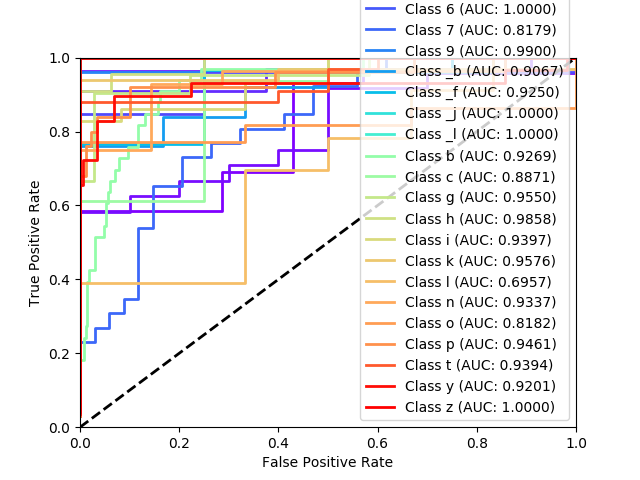 Class 6 (AUC: 1.0000)
Class 7 (AUC: 0.8179)
Class 9 (AUC: 0.9900)
Class _b (AUC: 0.9067)
Class _f (AUC: 0.9250)
Class _j (AUC: 1.0000)
Class _l (AUC: 1.0000)
Class b (AUC: 0.9269)
Class c (AUC: 0.8871)
Class g (AUC: 0.9550)
Class h (AUC: 0.9858)
Class i (AUC: 0.9397)
Class k (AUC: 0.9576)
Class l (AUC: 0.6957)
Class n (AUC: 0.9337)
Class o (AUC: 0.8182)
Class p (AUC: 0.9461)
Class t (AUC: 0.9394)
Class y (AUC: 0.9201)
Class z (AUC: 1.0000)
1.0
0.8
0.6
0.4
0.2
0.0
True Positive Rate
0.0 0.2 0.4 0.6 0.8 1.0
False Positive Rate